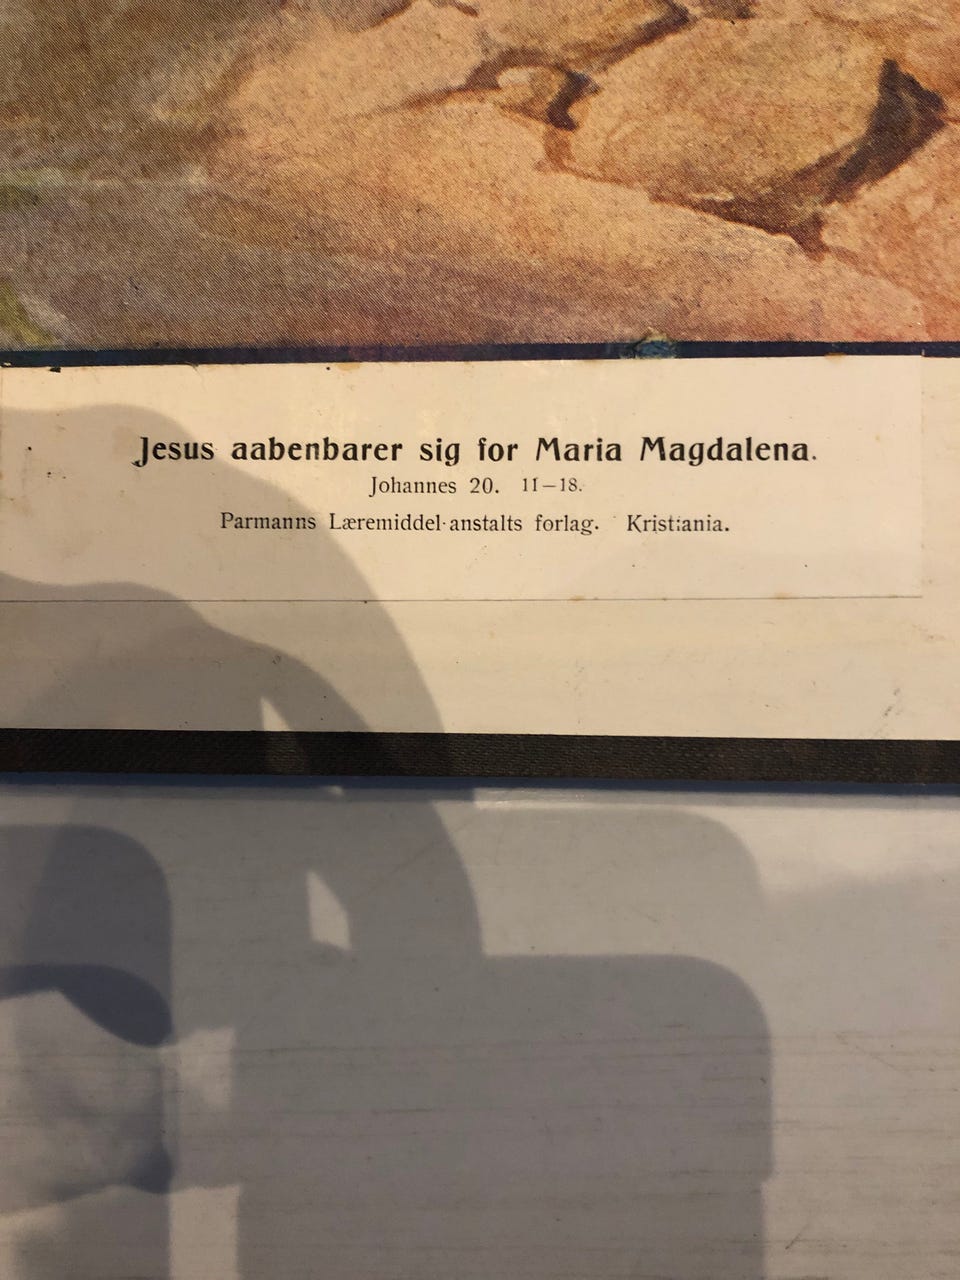 Jesus aabenbarer sig for Maria Magdalena.
Johannes 20. 11–18.
Parmanns Læremiddel-anstalts forlag. Kristiania.